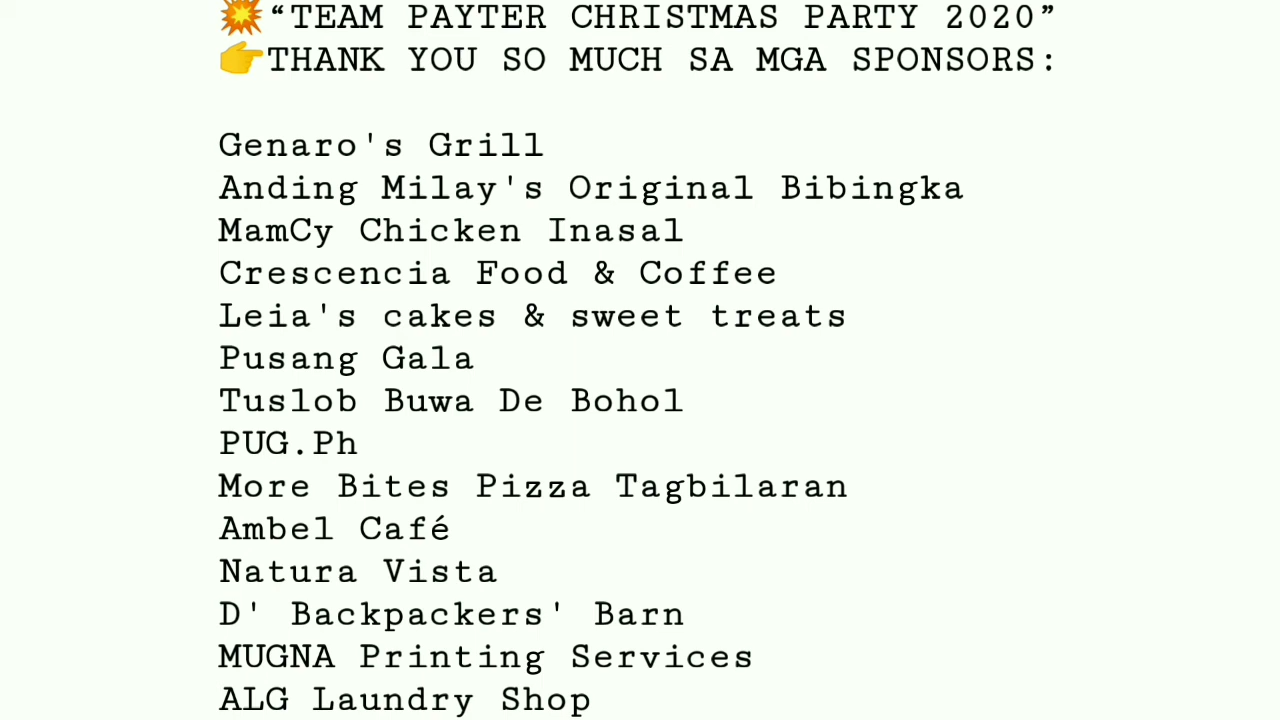 💥“TEAM PAYTER CHRISTMAS PARTY 2020”
👉THANK YOU SO MUCH SA MGA SPONSORS:
Genaro's Grill
Anding Milay's Original Bibingka
MamCy Chicken Inasal
Crescencia Food & Coffee
Leia's cakes & sweet treats
Pusang Gala
Tuslob Buwa De Bohol
PUG.Ph
More Bites Pizza Tagbilaran
Ambel Café
Natura Vista
D' Backpackers' Barn
MUGNA Printing Services
ALG Laundry Shop